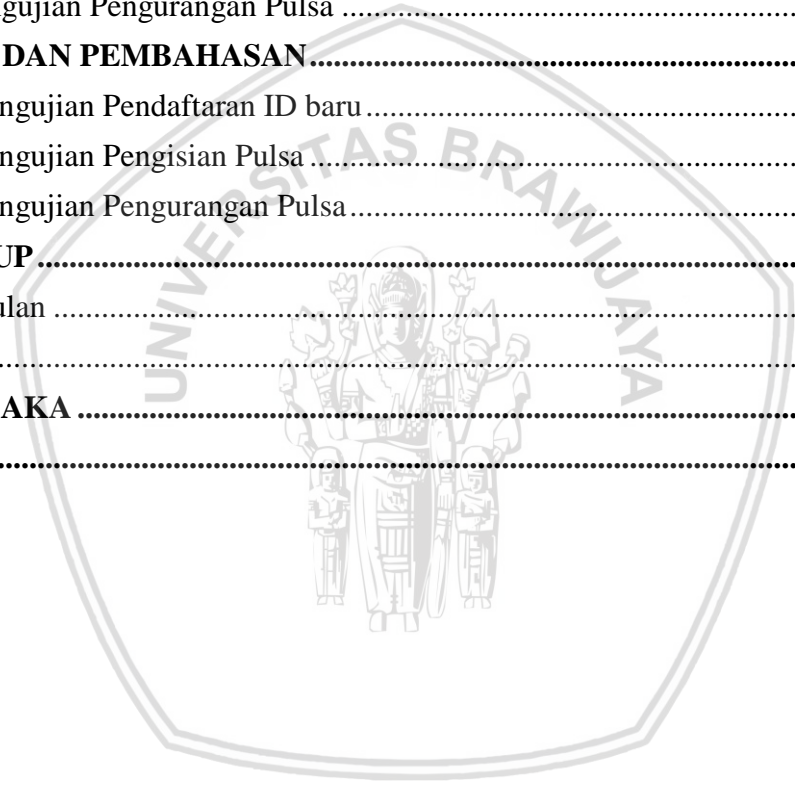 ngujian Pengurangan Pulsa ........................................................................
DAN PEMBAHASAN........................................................................
ngujian Pendaftaran ID baru........................................................................
ngujian Pengisian Pulsa ........................................................................
ngujian Pengurangan Pulsa........................................................................
UP........................................................................
ulan ........................................................................
........................................................................
AKA ........................................................................
........................................................................
UNIVERSITAS BRAWIJAYA